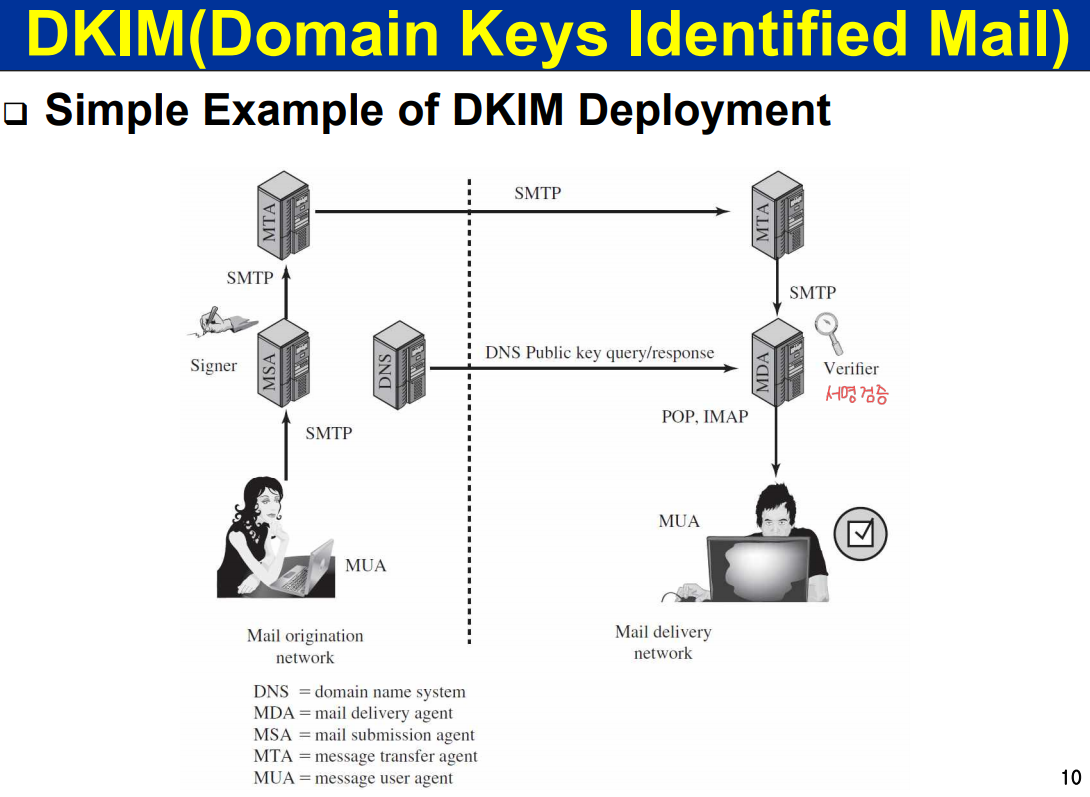 DKIM(Domain Keys Identified Mail)
❑ Simple Example of DKIM Deployment
MTA
SMTP
MTA
SMTP
SMTP
Signer
MSA
DNS
DNS Public key query/response
MDA
Verifier
서명 검증
SMTP
POP, IMAP
MUA
MUA
Mail origination
network
Mail delivery
network
DNS = domain name system
MDA = mail delivery agent
MSA = mail submission agent
MTA = message transfer agent
MUA = message user agent
10